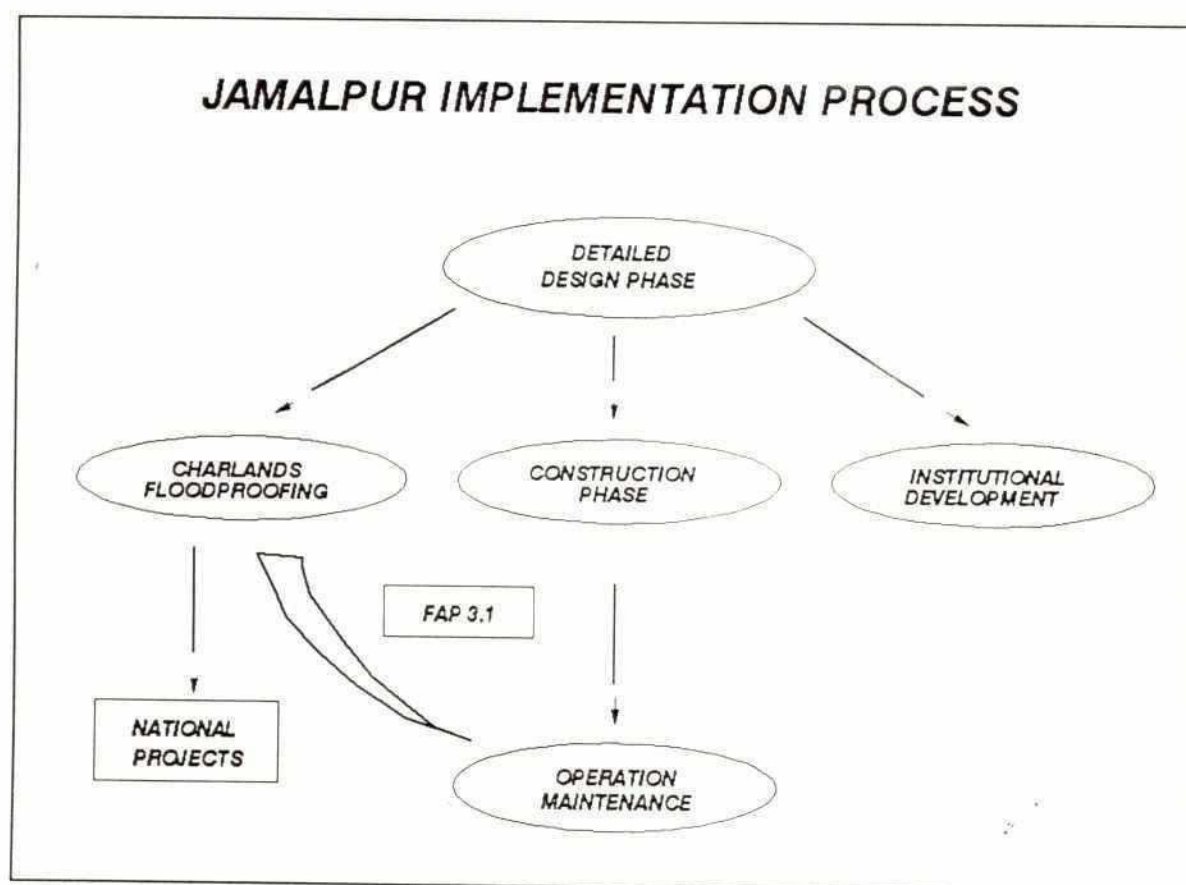 JAMALPUR IMPLEMENTATION PROCESS
DETAILED
DESIGN PHASE
CHARLANDS
FLOODPROOFING
CONSTRUCTION
PHASE
INSTITUTIONAL
DEVELOPMENT
FAP 3.1
NATIONAL
PROJECTS
OPERATION
MAINTENANCE